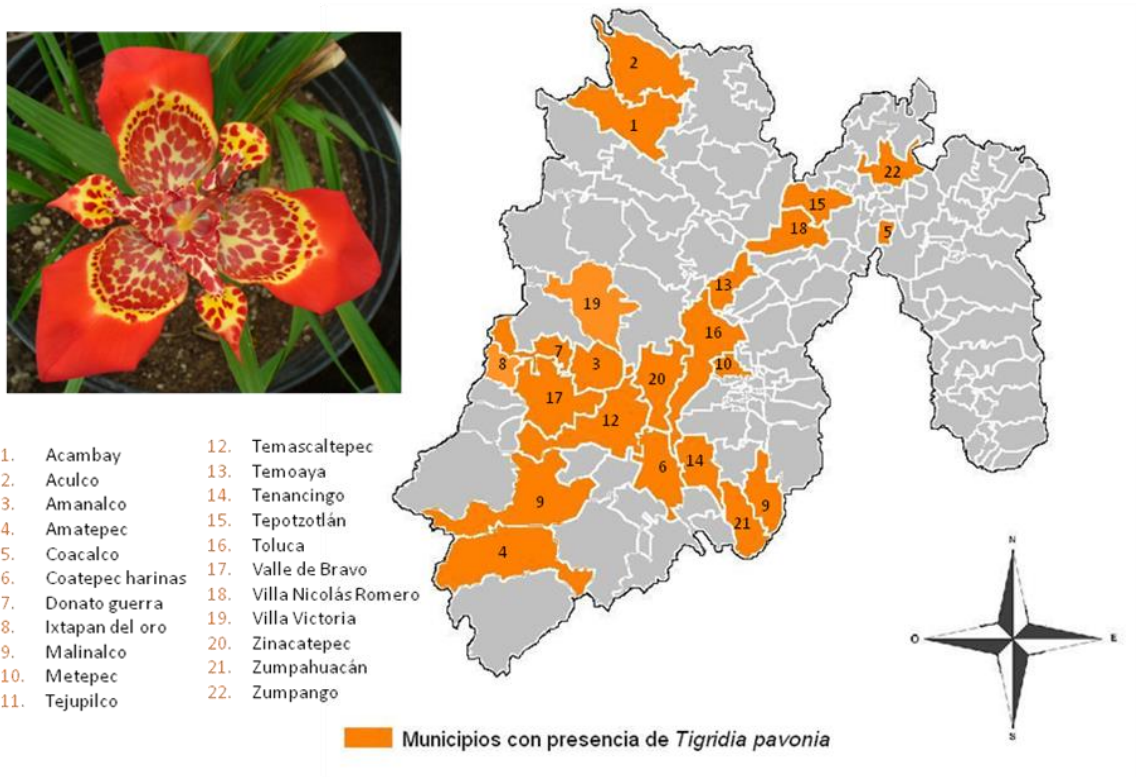 2
1
22
15
5
18
13
19
16
7
3
8
10
20
17
12
14
6
9
9
21
4
1. Acambay
2. Aculco
3. Amanalco
4. Amatepec
5. Coacalco
6. Coatepec harinas
7. Donato guerra
8. Ixtapan del oro
9. Malinalco
10. Metepec
11. Tejupilco
12. Temascaltepec
13. Temoaya
14. Tenancingo
15. Tepotzotlán
16. Toluca
17. Valle de Bravo
18. Villa Nicolás Romero
19. Villa Victoria
20. Zinacatepec
21. Zumpahuacán
22. Zumpango
N
O
E
S
Municipios con presencia de Tigridia pavonia